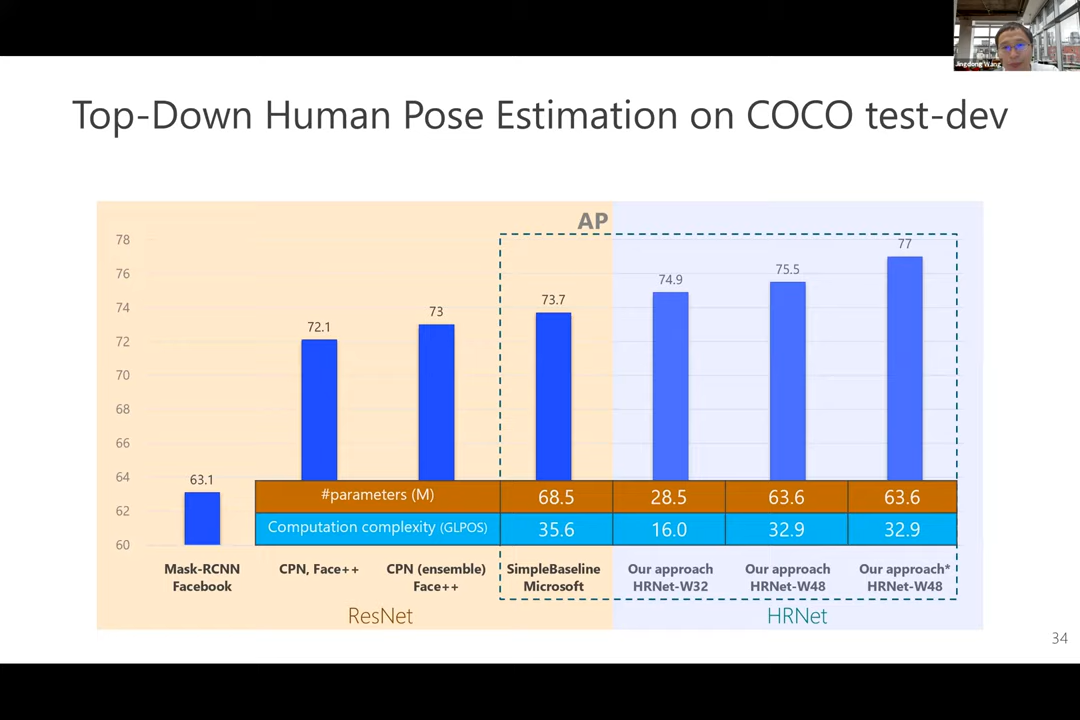 Jingdong Wang
Top-Down Human Pose Estimation on COCO test-dev
AP
78
76
74
72
70
68
66
64
62
60
63.1
72.1
73
73.7
74.9
75.5
77
#parameters (M) 68.5 28.5 63.6 63.6
Computation complexity (GLPOS) 35.6 16.0 32.9 32.9
Mask-RCNN
Facebook
CPN, Face++
CPN (ensemble)
Face++
SimpleBaseline
Microsoft
Our approach
HRNet-W32
Our approach
HRNet-W48
Our approach*
HRNet-W48
ResNet
HRNet
34